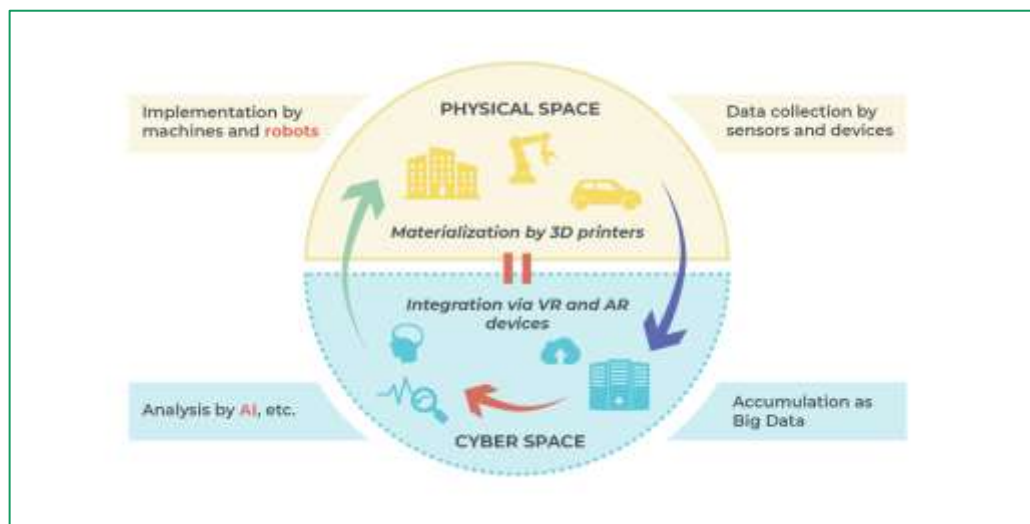 PHYSICAL SPACE
Implementation by
machines and robots
Data collection by
sensors and devices
Materialization by 3D printers
Integration via VR and AR
devices
Analysis by AI, etc.
Accumulation as
Big Data
CYBER SPACE